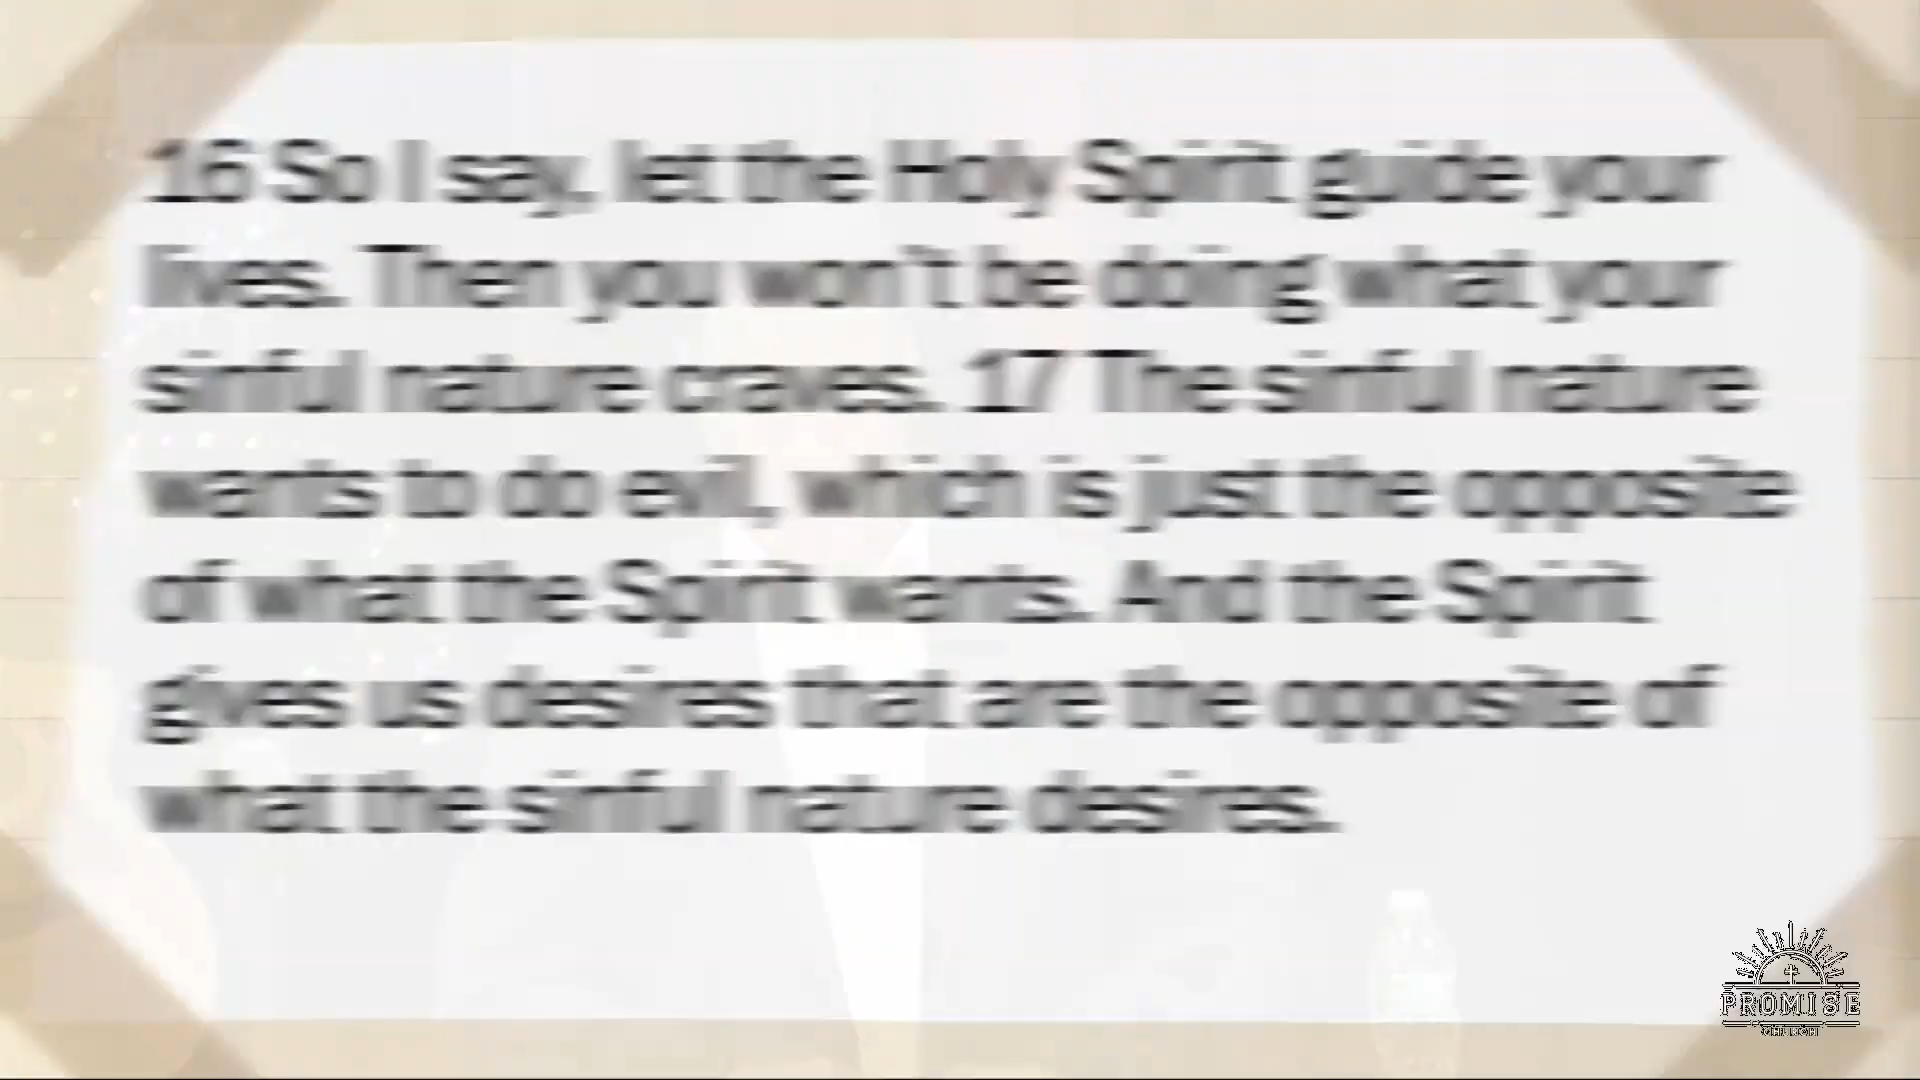 16 So I say, let the Holy Spirit guide your
lives. Then you won't be doing what your
sinful nature craves. 17 The sinful nature
wants to do evil, which is just the opposite
of what the Spirit wants. And the Spirit
gives us desires that are the opposite of
what the sinful nature desires.
PROMISE
CHURCH